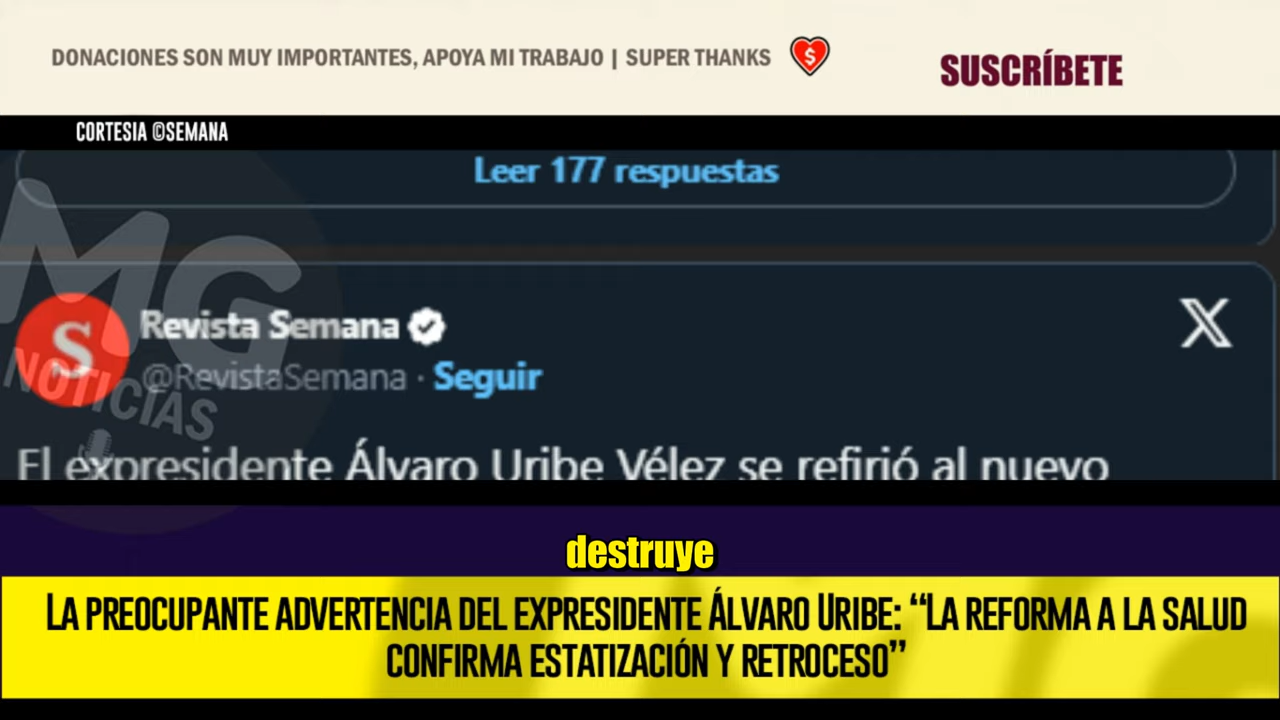 DONACIONES SON MUY IMPORTANTES, APOYA MI TRABAJO | SUPER THANKS
$
SUSCRÍBETE
CORTESIA ©SEMANA
Leer 177 respuestas
MG
NOTICIAS
S
Revista Semana
X
@RevistaSemana · Seguir
El expresidente Álvaro Uribe Vélez se refirió al nuevo
destruye
LA PREOCUPANTE ADVERTENCIA DEL EXPRESIDENTE ÁLVARO URIBE: “LA REFORMA A LA SALUD
CONFIRMA ESTATIZACIÓN Y RETROCESO”